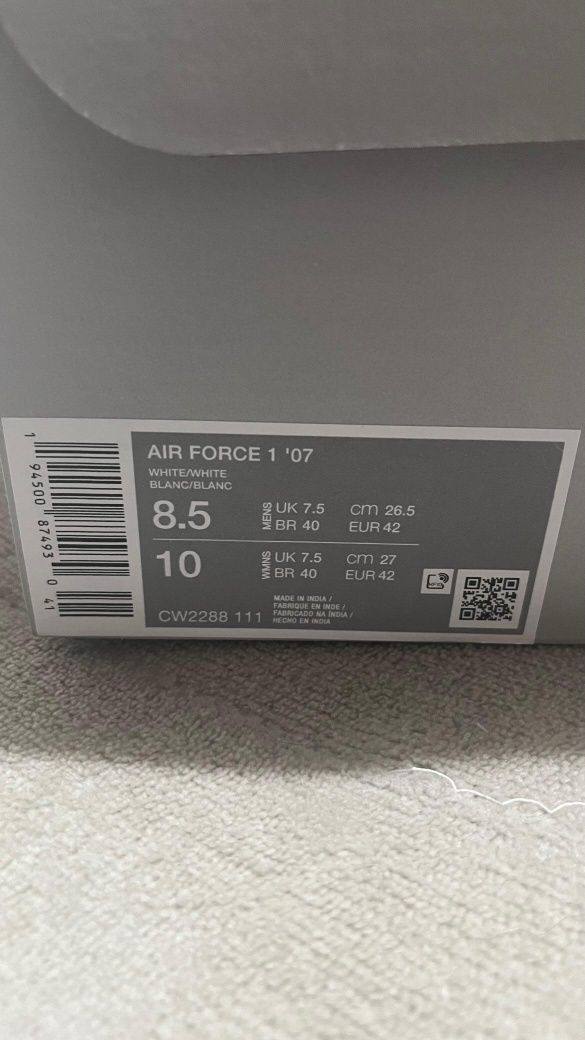 AIR FORCE 1 '07
WHITE/WHITE
BLANC/BLANC
8.5 MENS UK 7.5 cm 26.5
BR 40 EUR 42
10 WMNS UK 7.5 cm 27
BR 40 EUR 42
CW2288 111
MADE IN INDIA /
FABRIQUE EN INDE /
FABRICADO NA ÍNDIA /
HECHO EN INDIA
1 94500 87493 0 41